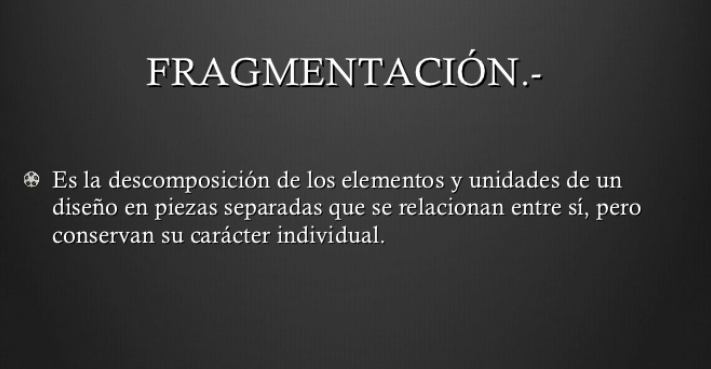 FRAGMENTACIÓN.-
Es la descomposición de los elementos y unidades de un
diseño en piezas separadas que se relacionan entre sí, pero
conservan su carácter individual.